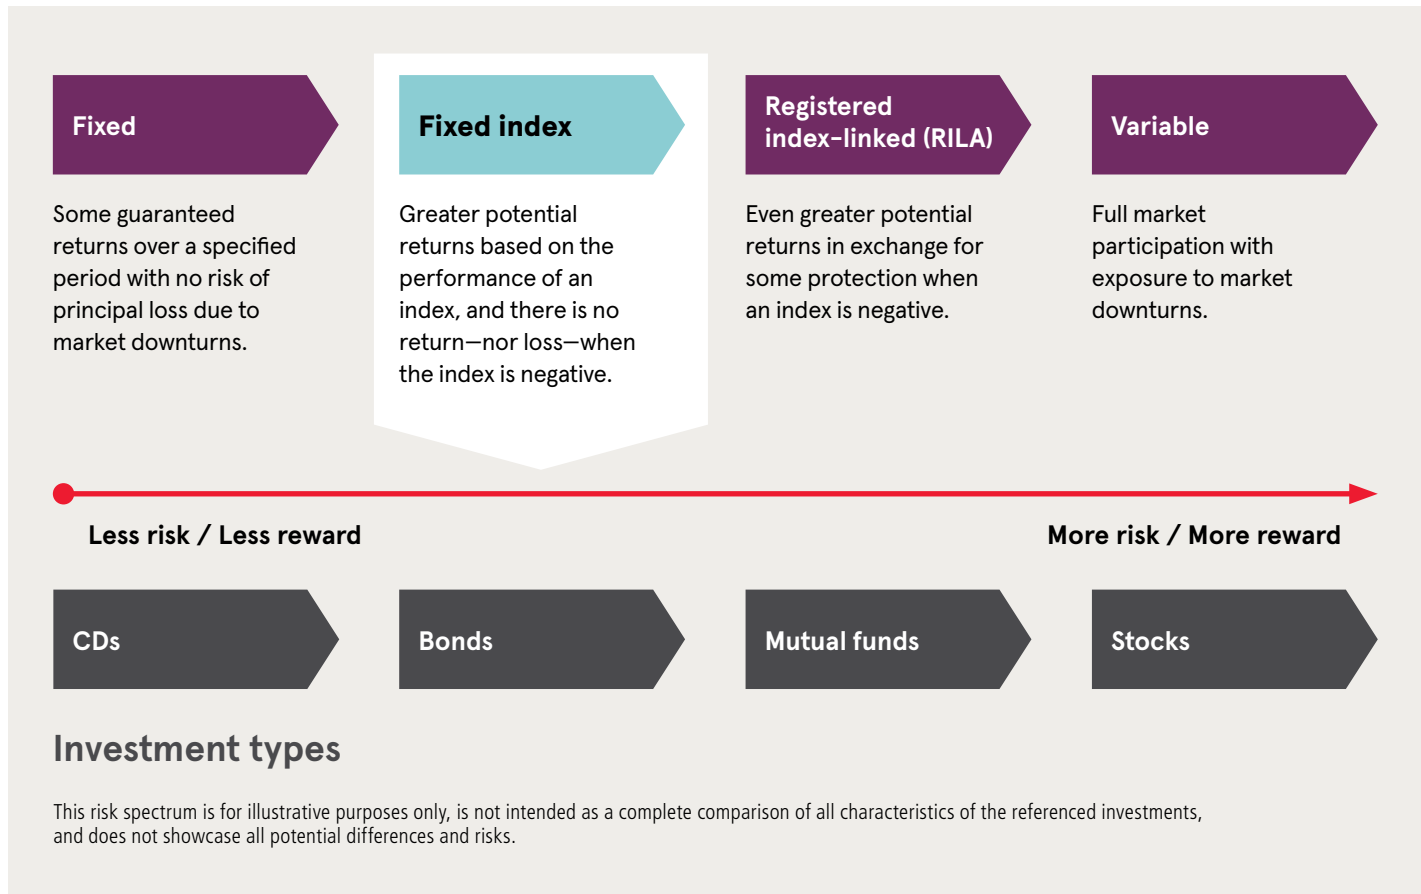 Fixed
Some guaranteed
returns over a specified
period with no risk of
principal loss due to
market downturns.
Fixed index
Greater potential
returns based on the
performance of an
index, and there is no
return—nor loss—when
the index is negative.
Registered
index-linked (RILA)
Even greater potential
returns in exchange for
some protection when
an index is negative.
Variable
Full market
participation with
exposure to market
downturns.
Less risk / Less reward
More risk / More reward
CDs
Bonds
Mutual funds
Stocks
Investment types
This risk spectrum is for illustrative purposes only, is not intended as a complete comparison of all characteristics of the referenced investments,
and does not showcase all potential differences and risks.